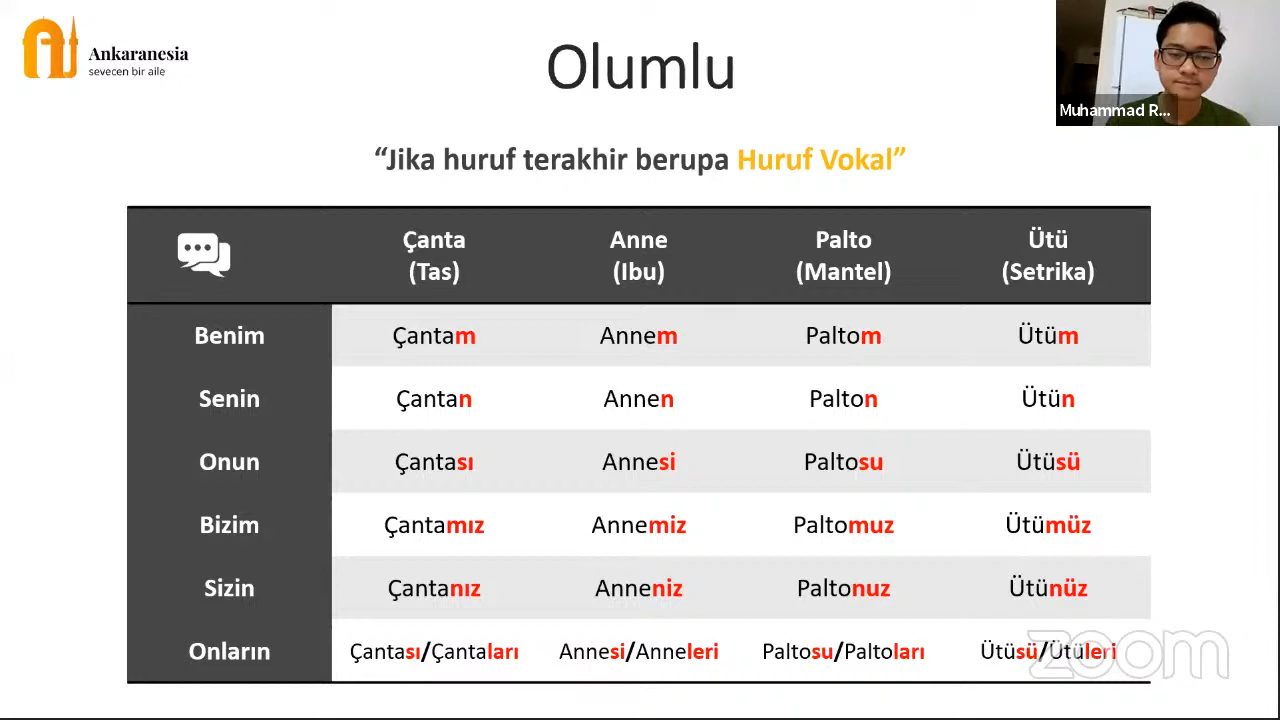 Ankaranesia
sevecen bir aile
Olumlu
Muhammad R...
“Jika huruf terakhir berupa Huruf Vokal”
Çanta (Tas) Anne (Ibu) Palto (Mantel) Ütü (Setrika)
Benim Çantam Annem Paltom Ütüm
Senin Çantan Annen Palton Ütün
Onun Çantası Annesi Paltosu Ütüsü
Bizim Çantamız Annemiz Paltomuz Ütümüz
Sizin Çantanız Anneniz Paltonuz Ütünüz
Onların Çantası/Çantaları Annesi/Anneleri Paltosu/Paltoları Ütüsü/Ütüleri
zoom